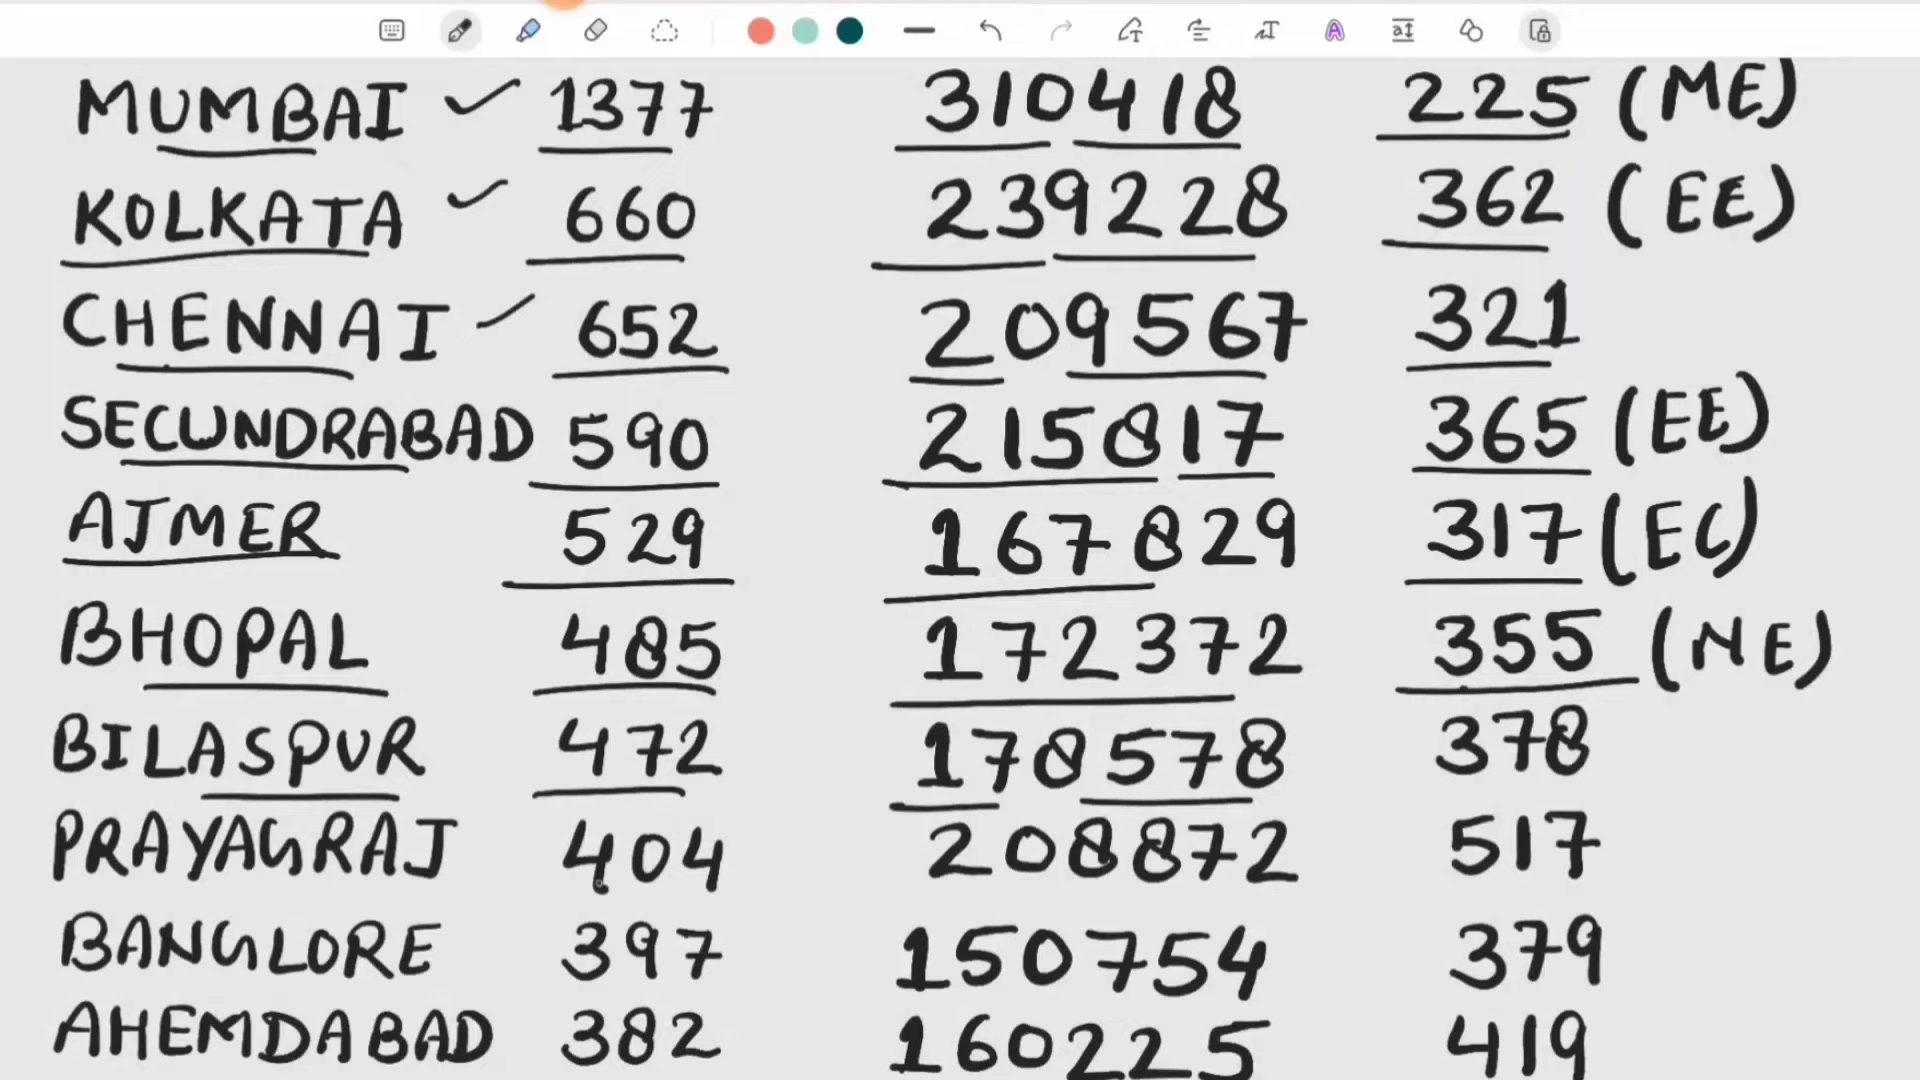 MUMBAI ✓ 1377 310418 225 (ME)
KOLKATA ✓ 660 239228 362 (EE)
CHENNAI ✓ 652 209567 321
SECUNDRABAD 590 215817 365 (EE)
AJMER 529 167829 317 (EC)
BHOPAL 485 172372 355 (NE)
BILASPUR 472 178578 378
PRAYAGRAJ 404 208872 517
BANGLORE 397 150754 379
AHEMDABAD 382 160225 419